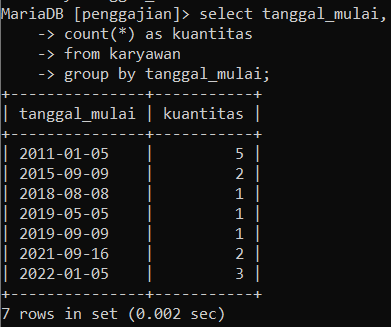 MariaDB [penggajian]> select tanggal_mulai,
    -> count(*) as kuantitas
    -> from karyawan
    -> group by tanggal_mulai;
+---------------+-----------+
| tanggal_mulai | kuantitas |
+---------------+-----------+
| 2011-01-05    |         5 |
| 2015-09-09    |         2 |
| 2018-08-08    |         1 |
| 2019-05-05    |         1 |
| 2019-09-09    |         1 |
| 2021-09-16    |         2 |
| 2022-01-05    |         3 |
+---------------+-----------+
7 rows in set (0.002 sec)